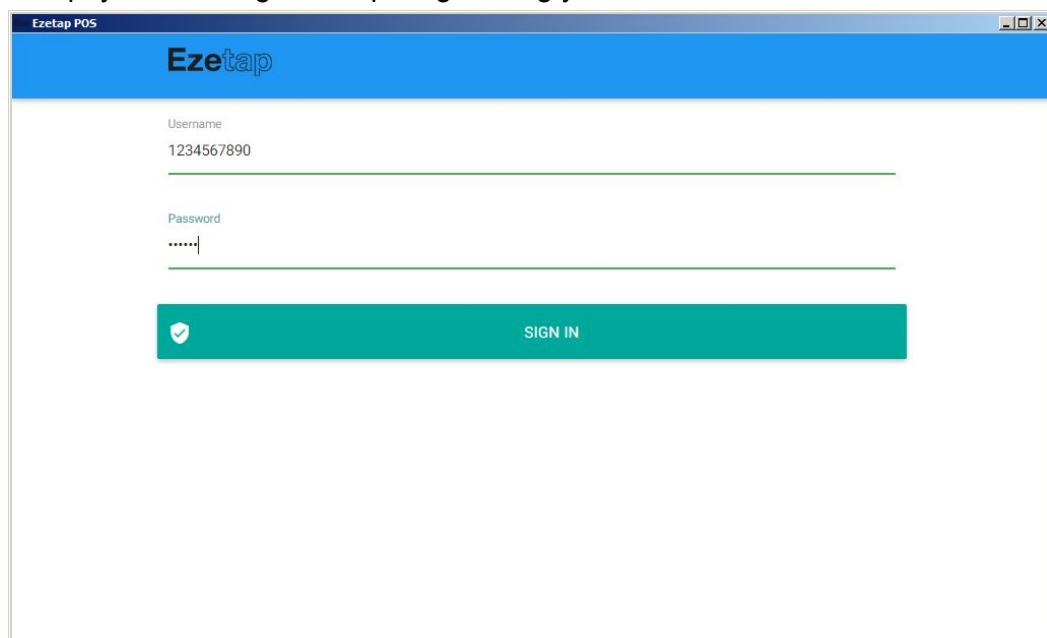 Ezetap POS
Ezetap
Username
1234567890
Password
••••••
SIGN IN